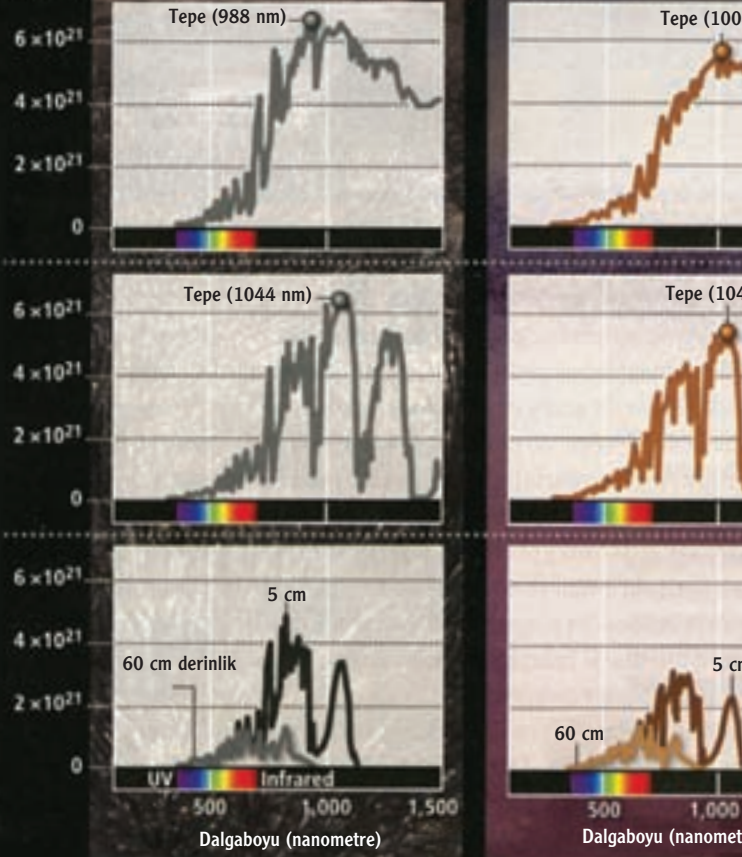 Tepe (988 nm)
6×10²¹
4×10²¹
2×10²¹
0
Tepe (100
Tepe (1044 nm)
6×10²¹
4×10²¹
2×10²¹
0
Tepe (104
6×10²¹
4×10²¹
2×10²¹
0
5 cm
60 cm derinlik
UV
Infrared
500
1,000
1,500
Dalgaboyu (nanometre)
5 cm
60 cm
500
1,000
Dalgaboyu (nanomet